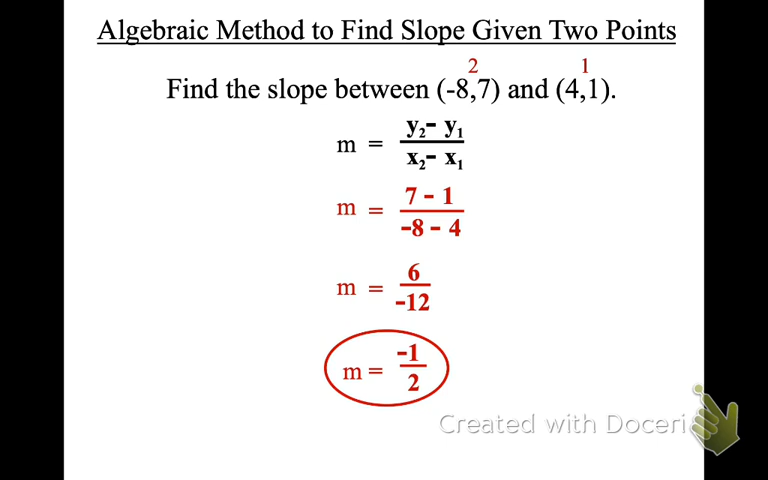 Algebraic Method to Find Slope Given Two Points
2 1
Find the slope between (-8,7) and (4,1).
m = y₂- y₁ / x₂- x₁
m = 7 - 1 / -8 - 4
m = 6 / -12
m = -1 / 2
Created with Doceri